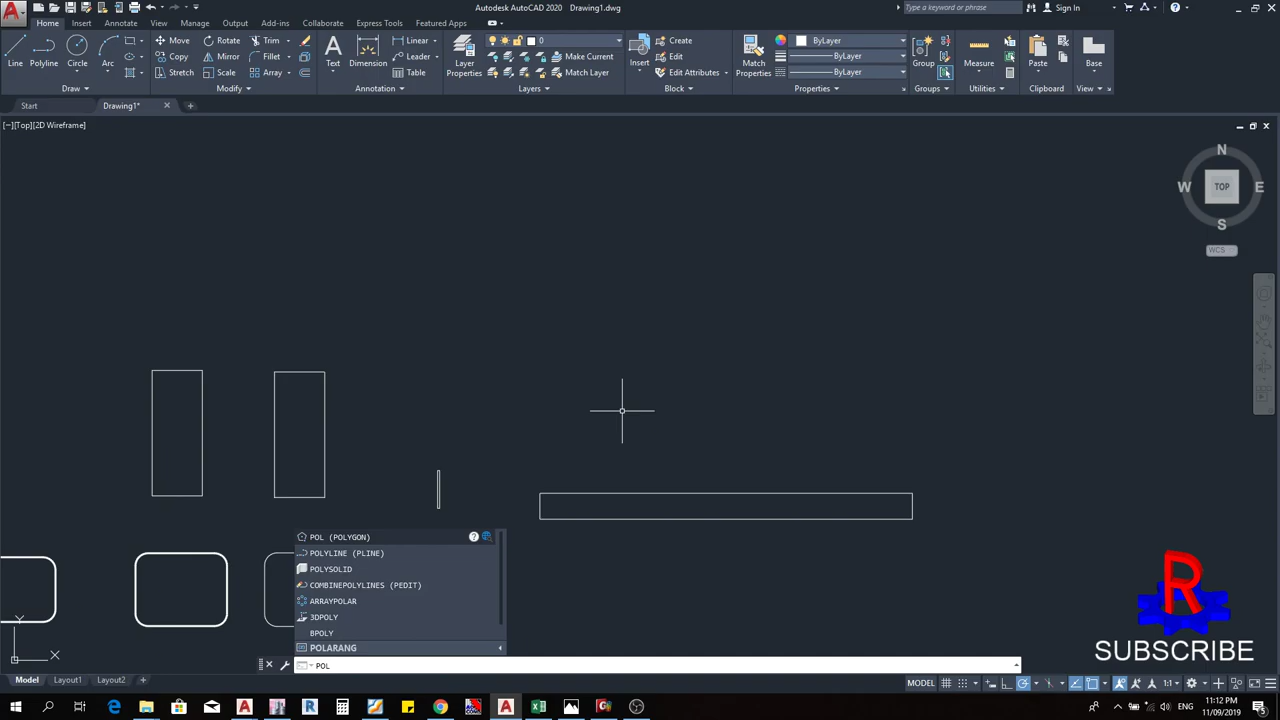 Autodesk AutoCAD 2020 Drawing1.dwg
Type a keyword or phrase
Sign In
Home Insert Annotate View Manage Output Add-ins Collaborate Express Tools Featured Apps
Line Polyline Circle Arc
Move Rotate Trim
Copy Mirror Fillet
Stretch Scale Array
Text Dimension
Linear
Leader
Table
Layer Properties
0
Make Current
Match Layer
Insert
Create
Edit
Edit Attributes
Match Properties
ByLayer
ByLayer
ByLayer
Group
Measure
Paste
Base
Draw Modify Annotation Layers Block Properties Groups Utilities Clipboard View
Start Drawing1*
[−][Top][2D Wireframe]
N
W TOP E
S
WCS
POL (POLYGON)
POLYLINE (PLINE)
POLYSOLID
COMBINEPOLYLINES (PEDIT)
ARRAYPOLAR
3DPOLY
BPOLY
POLARANG
POL
Y
X
R
SUBSCRIBE
Model Layout1 Layout2
MODEL
1:1
ENG
11:12 PM
11/09/2019